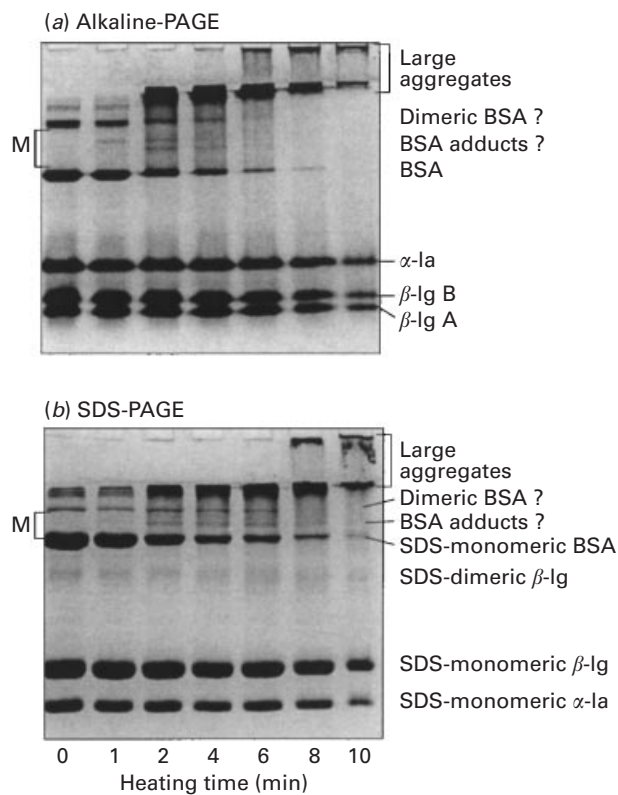 (a) Alkaline-PAGE
Large
aggregates
Dimeric BSA ?
M
BSA adducts ?
BSA
α-la
β-lg B
β-lg A
(b) SDS-PAGE
Large
aggregates
Dimeric BSA ?
M
BSA adducts ?
SDS-monomeric BSA
SDS-dimeric β-lg
SDS-monomeric β-lg
SDS-monomeric α-la
0 1 2 4 6 8 10
Heating time (min)